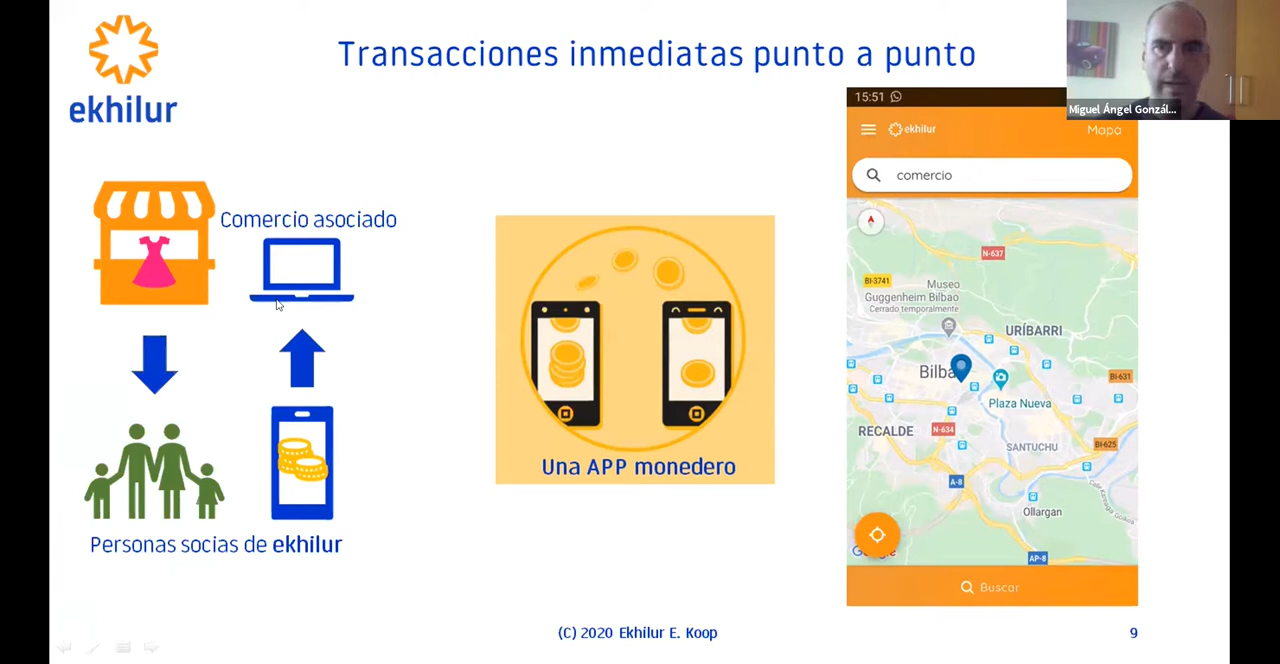 ekhilur
Transacciones inmediatas punto a punto
Miguel Ángel Gonzál...
Comercio asociado
Personas socias de ekhilur
Una APP monedero
15:51
ekhilur
Mapa
comercio
N-637
BI-3741
Museo
Guggenheim Bilbao
Cerrado temporalmente
URÍBARRI
Bilba
BI-631
Plaza Nueva
RECALDE
N-634
SANTUCHU
BI-625
A-8
Ollargan
AP-8
Buscar
(C) 2020 Ekhilur E. Koop
9